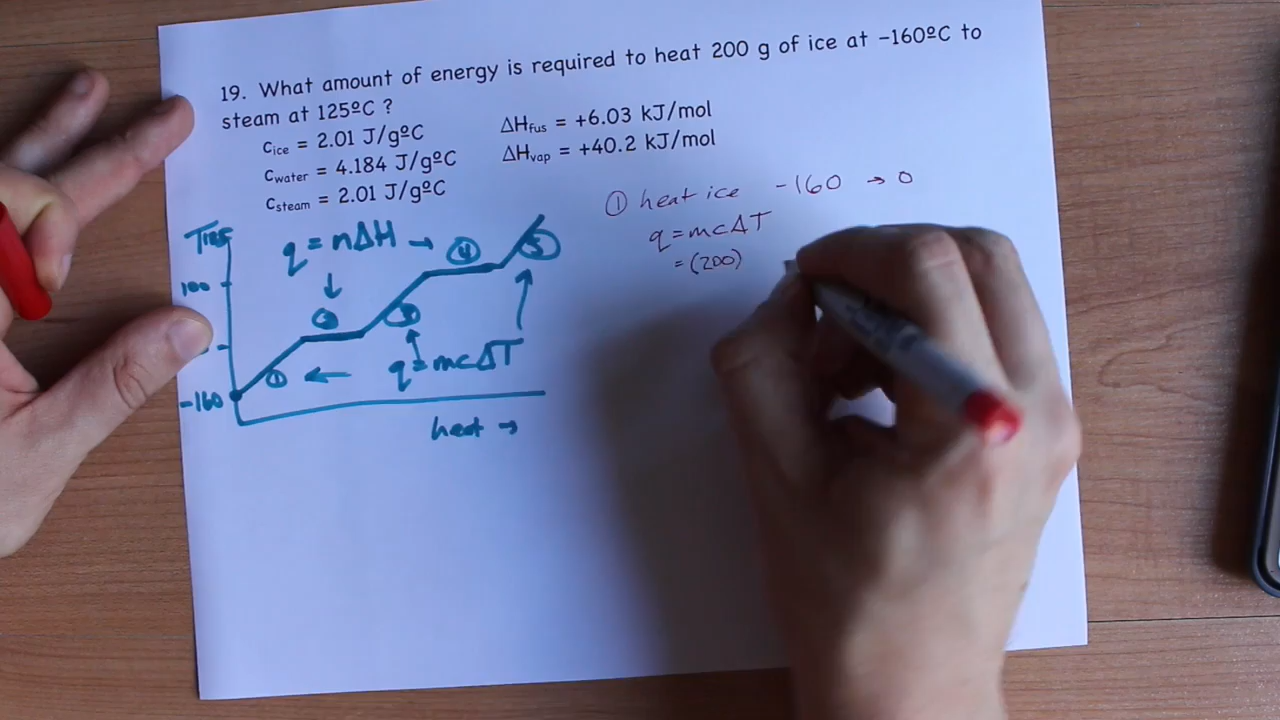 19. What amount of energy is required to heat 200 g of ice at -160ºC to
steam at 125ºC ?
cice = 2.01 J/gºC
cwater = 4.184 J/gºC
csteam = 2.01 J/gºC
ΔHfus = +6.03 kJ/mol
ΔHvap = +40.2 kJ/mol
① heat ice -160 → 0
q = mcΔT
= (200)
q = nΔH →
④
⑤
100
②
③
q = mcΔT
① ←
-160
heat →